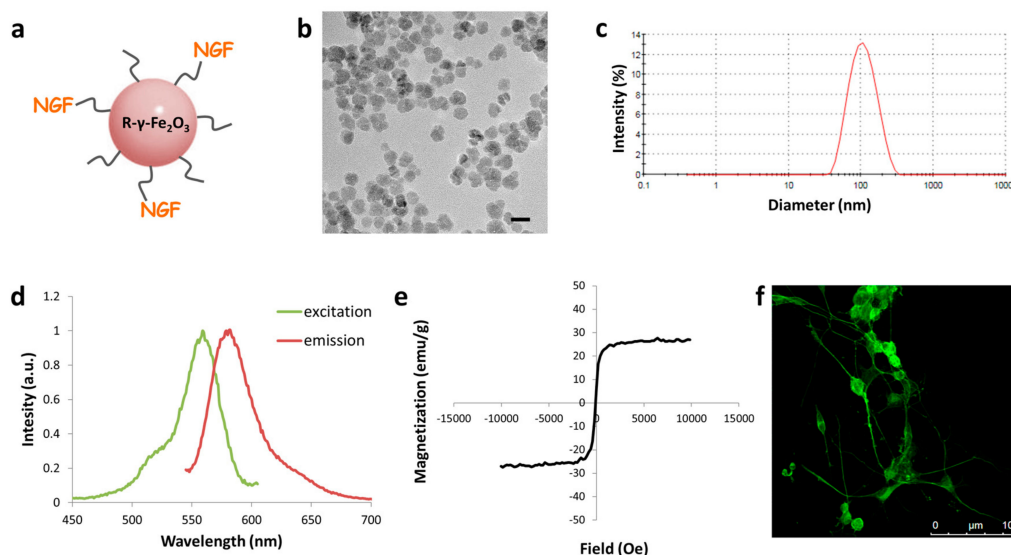 a
NGF
NGF
R-γ-Fe₂O₃
NGF
b
c
Intensity (%)
14
12
10
8
6
4
2
0
0.1
1
10
100
1000
1000
Diameter (nm)
d
Intesity (a.u.)
1.2
1
0.8
0.6
0.4
0.2
0
450
500
550
600
650
700
excitation
emission
Wavelength (nm)
e
Magnetization (emu/g)
50
40
30
20
10
0
-10
-20
-30
-40
-50
-15000
-10000
-5000
0
5000
10000
15000
Field (Oe)
f
0
μm
10